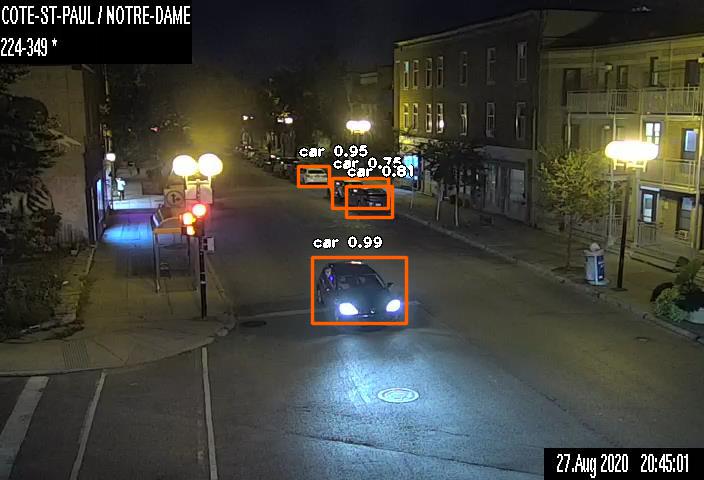 COTE-ST-PAUL / NOTRE-DAME
224-349 *
car 0.95
car 0.75
car 0.81
car 0.99
27.Aug 2020 20:45:01